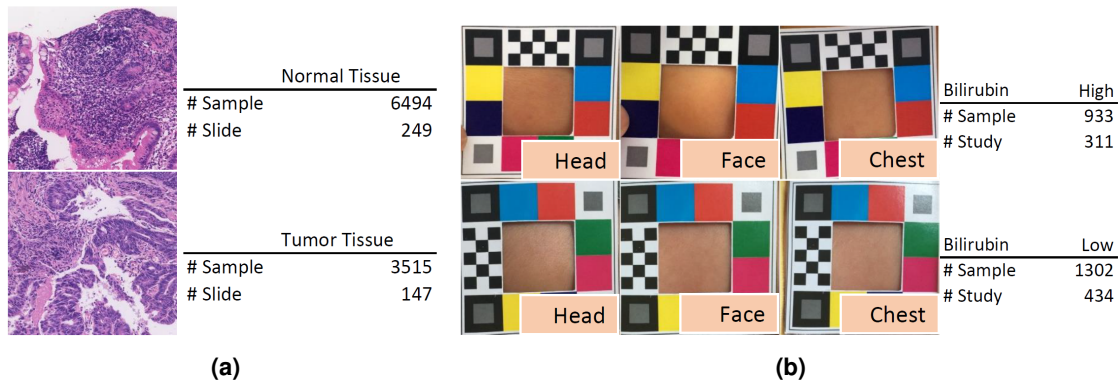 Normal Tissue
# Sample 6494
# Slide 249
Tumor Tissue
# Sample 3515
# Slide 147
(a)
Head Face Chest
Bilirubin High
# Sample 933
# Study 311
Head Face Chest
Bilirubin Low
# Sample 1302
# Study 434
(b)